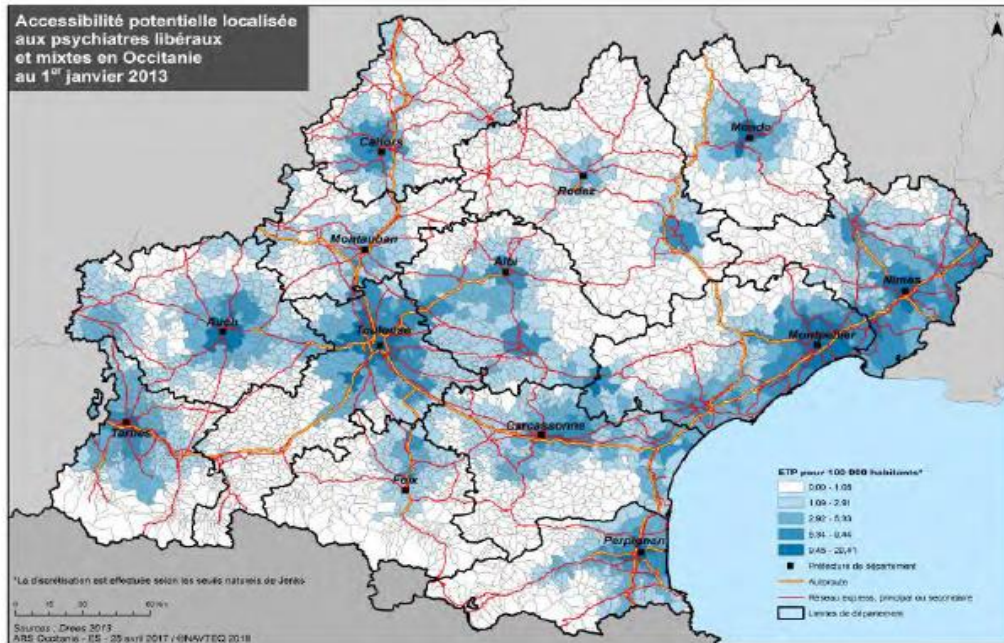 Accessibilité potentielle localisée
aux psychiatres libéraux
et mixtes en Occitanie
au 1er janvier 2013
N
Mende
Cahors
Rodez
Montauban
Albi
Nîmes
Auch
Toulouse
Montpellier
Tarbes
Carcassonne
Foix
Perpignan
ETP pour 100 000 habitants*
0,00 - 1,08
1,09 - 2,91
2,92 - 5,33
5,34 - 9,44
9,45 - 20,41
Préfecture de département
Autoroute
Réseau express, principal ou secondaire
Limites de département
*La discrétisation est effectuée selon les seuils naturels de Jenks
0
60 Km
Sources : Drees 2013
ARS Occitanie - ES - 25 avril 2017 / ©NAVTEQ 2016